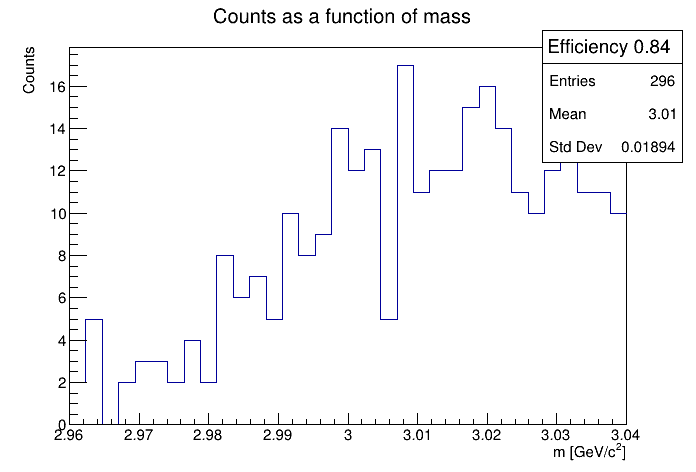 Counts as a function of mass
Counts
Efficiency 0.84
Entries 296
Mean 3.01
Std Dev 0.01894
16
14
12
10
8
6
4
2
0
2.96 2.97 2.98 2.99 3 3.01 3.02 3.03 3.04
m [GeV/c²]